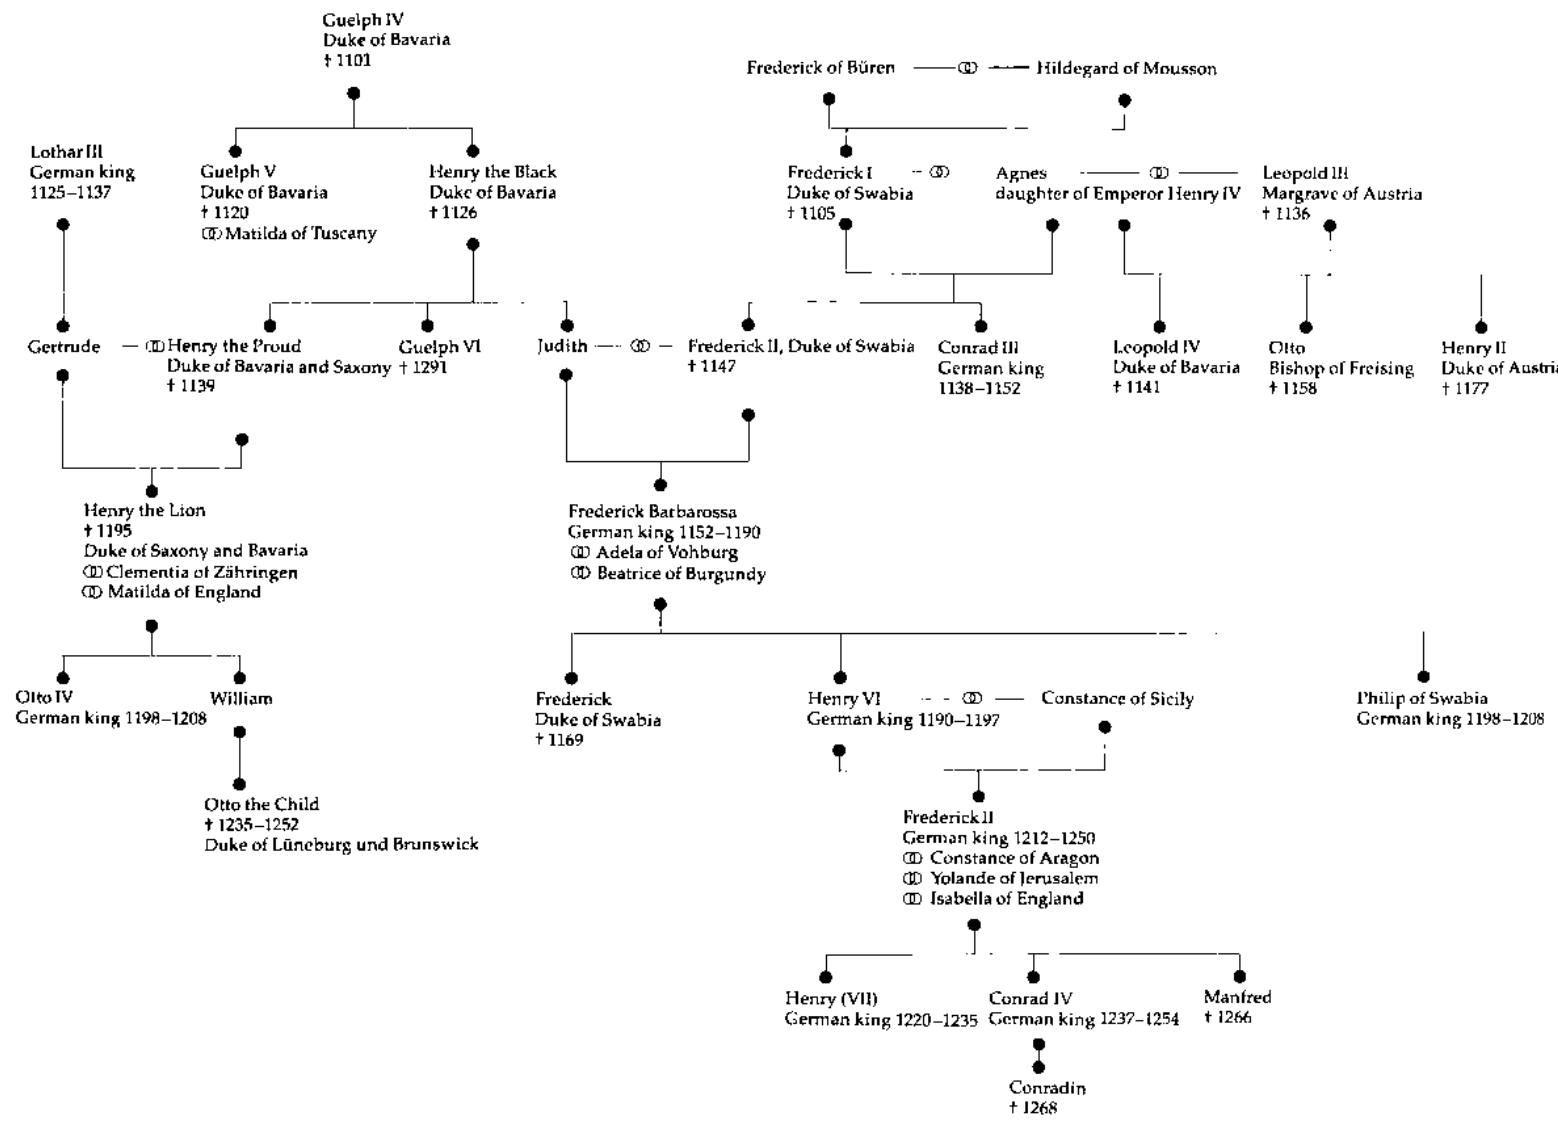 Guelph IV
Duke of Bavaria
† 1101
Frederick of Büren ⚭ Hildegard of Mousson
Lothar III
German king
1125–1137
Guelph V
Duke of Bavaria
† 1120
⚭ Matilda of Tuscany
Henry the Black
Duke of Bavaria
† 1126
Frederick I ⚭
Duke of Swabia
† 1105
Agnes ⚭
daughter of Emperor Henry IV
Leopold III
Margrave of Austria
† 1136
Gertrude ⚭
Henry the Proud
Duke of Bavaria and Saxony
† 1139
Guelph VI
† 1291
Judith ⚭
Frederick II, Duke of Swabia
† 1147
Conrad III
German king
1138–1152
Leopold IV
Duke of Bavaria
† 1141
Otto
Bishop of Freising
† 1158
Henry II
Duke of Austria
† 1177
Henry the Lion
† 1195
Duke of Saxony and Bavaria
⚭ Clementia of Zähringen
⚭ Matilda of England
Frederick Barbarossa
German king 1152–1190
⚭ Adela of Vohburg
⚭ Beatrice of Burgundy
Otto IV
German king 1198–1208
William
Frederick
Duke of Swabia
† 1169
Henry VI ⚭ Constance of Sicily
German king 1190–1197
Philip of Swabia
German king 1198–1208
Otto the Child
† 1235–1252
Duke of Lüneburg und Brunswick
Frederick II
German king 1212–1250
⚭ Constance of Aragon
⚭ Yolande of Jerusalem
⚭ Isabella of England
Henry (VII)
German king 1220–1235
Conrad IV
German king 1237–1254
Manfred
† 1266
Conradin
† 1268